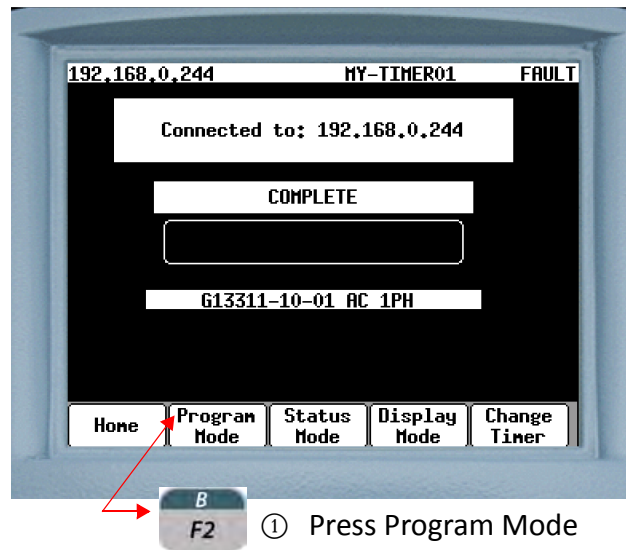 192.168.0.244 MY-TIMER01 FAULT
Connected to: 192.168.0.244
COMPLETE
G13311-10-01 AC 1PH
Home Program Mode Status Mode Display Mode Change Timer
B
F2 ① Press Program Mode